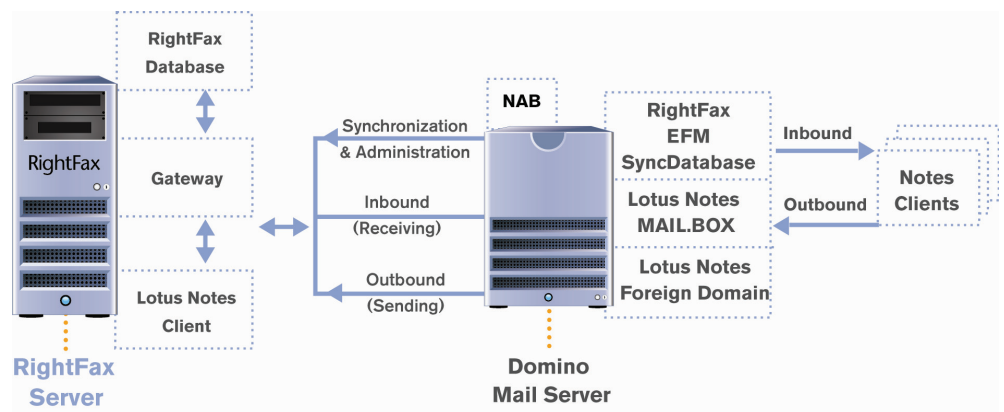 RightFax
Database
RightFax
Gateway
Lotus Notes
Client
RightFax
Server
Synchronization
& Administration
Inbound
(Receiving)
Outbound
(Sending)
NAB
RightFax
EFM
SyncDatabase
Lotus Notes
MAIL.BOX
Lotus Notes
Foreign Domain
Domino
Mail Server
Inbound
Outbound
Notes
Clients